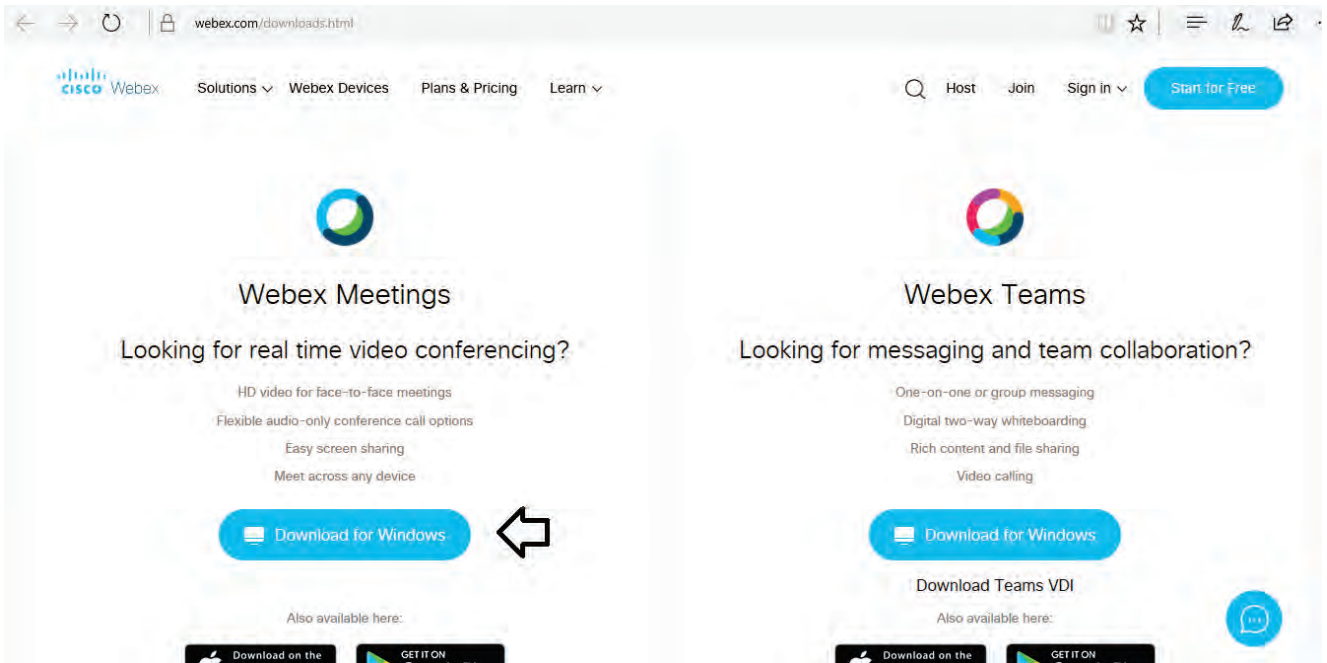 webex.com/downloads.html
cisco Webex Solutions Webex Devices Plans & Pricing Learn Host Join Sign in Start for Free
Webex Meetings
Looking for real time video conferencing?
HD video for face-to-face meetings
Flexible audio-only conference call options
Easy screen sharing
Meet across any device
Download for Windows
Also available here:
Download on the
GET IT ON
Webex Teams
Looking for messaging and team collaboration?
One-on-one or group messaging
Digital two-way whiteboarding
Rich content and file sharing
Video calling
Download for Windows
Download Teams VDI
Also available here:
Download on the
GET IT ON